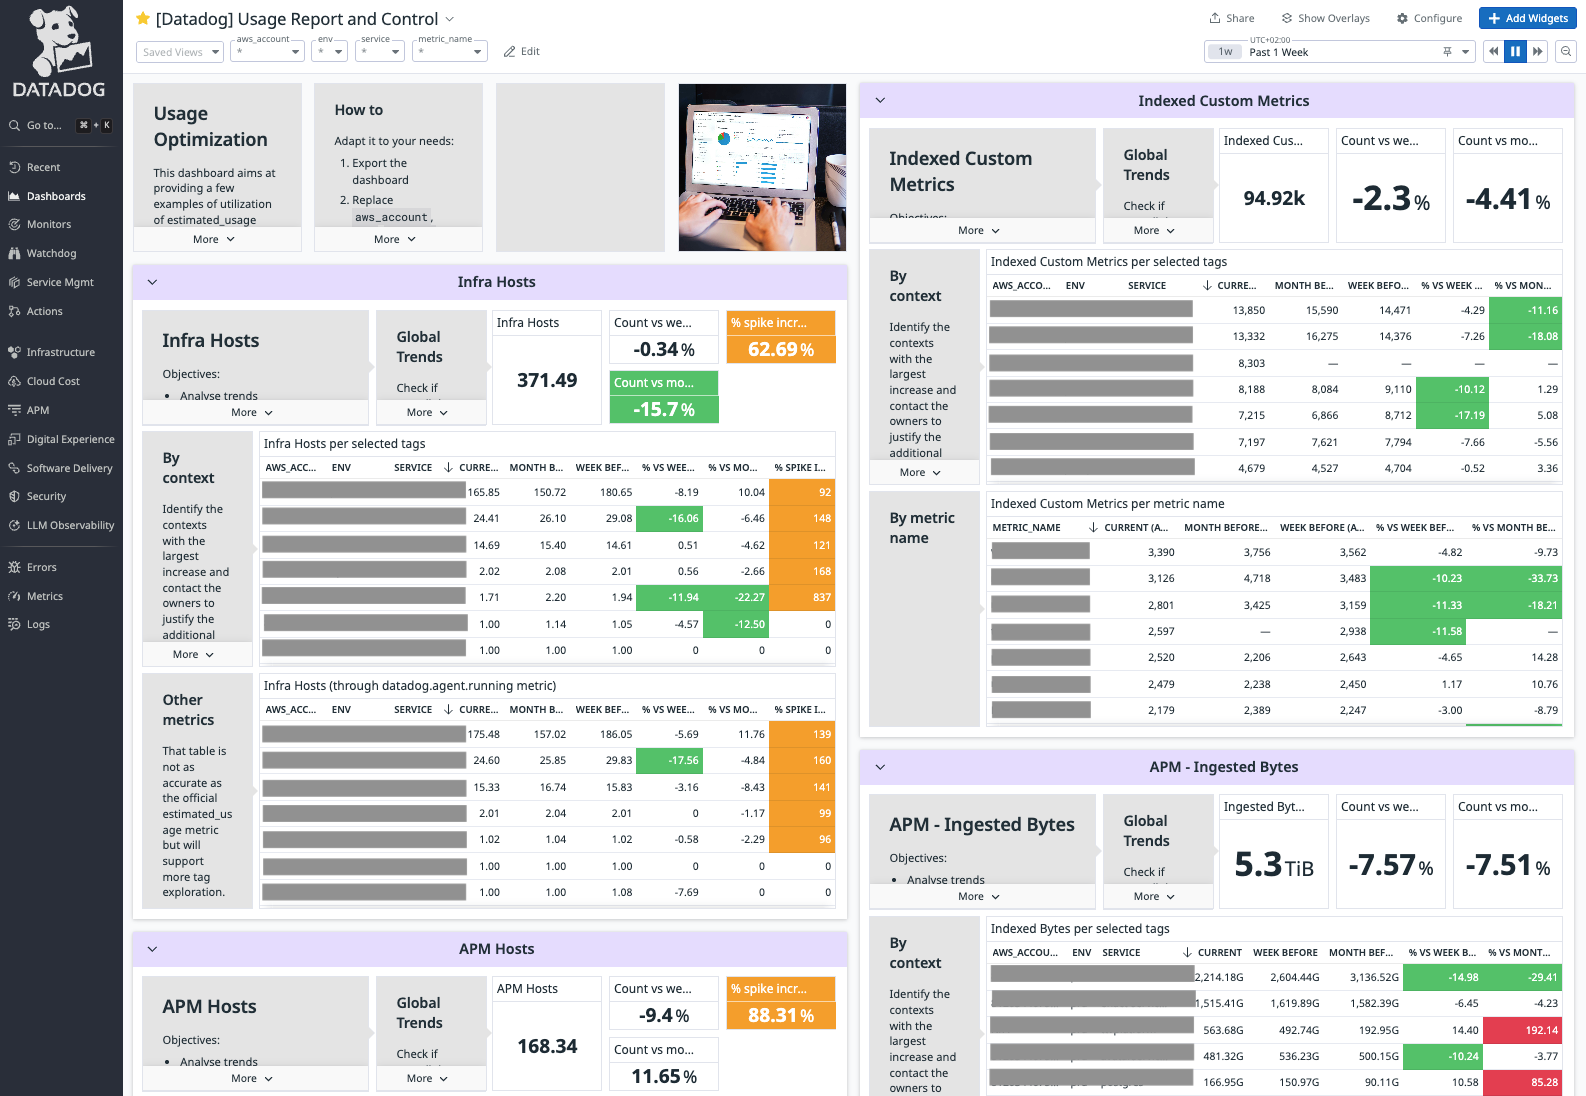 DATADOG
Go to... ⌘ + K
Recent
Dashboards
Monitors
Watchdog
Service Mgmt
Actions
Infrastructure
Cloud Cost
APM
Digital Experience
Software Delivery
Security
LLM Observability
Errors
Metrics
Logs
[Datadog] Usage Report and Control
Share Show Overlays Configure Add Widgets
Saved Views aws_account * env * service * metric_name * Edit
1w UTC+02:00 Past 1 Week
Usage
Optimization
This dashboard aims at
providing a few
examples of utilization
of estimated_usage
More
How to
Adapt it to your needs:
1. Export the
dashboard
2. Replace
aws_account,
More
Infra Hosts
Infra Hosts
Objectives:
• Analyse trends
More
Global
Trends
Check if
More
Infra Hosts
371.49
Count vs we...
-0.34 %
Count vs mo...
-15.7 %
% spike incr...
62.69 %
By
context
Identify the
contexts
with the
largest
increase and
contact the
owners to
justify the
additional
More
Infra Hosts per selected tags
AWS_ACC... ENV SERVICE CURRE... MONTH B... WEEK BEF... % VS WEE... % VS MO... % SPIKE I...
165.85 150.72 180.65 -8.19 10.04 92
24.41 26.10 29.08 -16.06 -6.46 148
14.69 15.40 14.61 0.51 -4.62 121
2.02 2.08 2.01 0.56 -2.66 168
1.71 2.20 1.94 -11.94 -22.27 837
1.00 1.14 1.05 -4.57 -12.50 0
1.00 1.00 1.00 0 0 0
Other
metrics
That table is
not as
accurate as
the official
estimated_us
age metric
but will
support
more tag
exploration.
Infra Hosts (through datadog.agent.running metric)
AWS_ACC... ENV SERVICE CURRE... MONTH B... WEEK BEF... % VS WEE... % VS MO... % SPIKE I...
175.48 157.02 186.05 -5.69 11.76 139
24.60 25.85 29.83 -17.56 -4.84 160
15.33 16.74 15.83 -3.16 -8.43 141
2.01 2.04 2.01 0 -1.17 99
1.02 1.04 1.02 -0.58 -2.29 96
1.00 1.00 1.00 0 0 0
1.00 1.00 1.08 -7.69 0 0
APM Hosts
APM Hosts
Objectives:
• Analyse trends
More
Global
Trends
Check if
More
APM Hosts
168.34
Count vs we...
-9.4 %
Count vs mo...
11.65 %
% spike incr...
88.31 %
Indexed Custom Metrics
Indexed Custom
Metrics
Objectives:
More
Global
Trends
Check if
More
Indexed Cus...
94.92k
Count vs we...
-2.3 %
Count vs mo...
-4.41 %
By
context
Identify the
contexts
with the
largest
increase and
contact the
owners to
justify the
additional
More
Indexed Custom Metrics per selected tags
AWS_ACCO... ENV SERVICE CURRE... MONTH BE... WEEK BEFO... % VS WEEK ... % VS MON...
13,850 15,590 14,471 -4.29 -11.16
13,332 16,275 14,376 -7.26 -18.08
8,303 — — — —
8,188 8,084 9,110 -10.12 1.29
7,215 6,866 8,712 -17.19 5.08
7,197 7,621 7,794 -7.66 -5.56
4,679 4,527 4,704 -0.52 3.36
By metric
name
Indexed Custom Metrics per metric name
METRIC_NAME CURRENT (A... MONTH BEFORE... WEEK BEFORE (A... % VS WEEK BEF... % VS MONTH BE...
3,390 3,756 3,562 -4.82 -9.73
3,126 4,718 3,483 -10.23 -33.73
2,801 3,425 3,159 -11.33 -18.21
2,597 — 2,938 -11.58 —
2,520 2,206 2,643 -4.65 14.28
2,479 2,238 2,450 1.17 10.76
2,179 2,389 2,247 -3.00 -8.79
APM - Ingested Bytes
APM - Ingested Bytes
Objectives:
• Analyse trends
More
Global
Trends
Check if
More
Ingested Byt...
5.3 TiB
Count vs we...
-7.57 %
Count vs mo...
-7.51 %
By
context
Identify the
contexts
with the
largest
increase and
contact the
owners to
Indexed Bytes per selected tags
AWS_ACCOU... ENV SERVICE CURRENT WEEK BEFORE MONTH BEF... % VS WEEK B... % VS MONT...
2,214.18G 2,604.44G 3,136.52G -14.98 -29.41
1,515.41G 1,619.89G 1,582.39G -6.45 -4.23
563.68G 492.74G 192.95G 14.40 192.14
481.32G 536.23G 500.15G -10.24 -3.77
166.95G 150.97G 90.11G 10.58 85.28